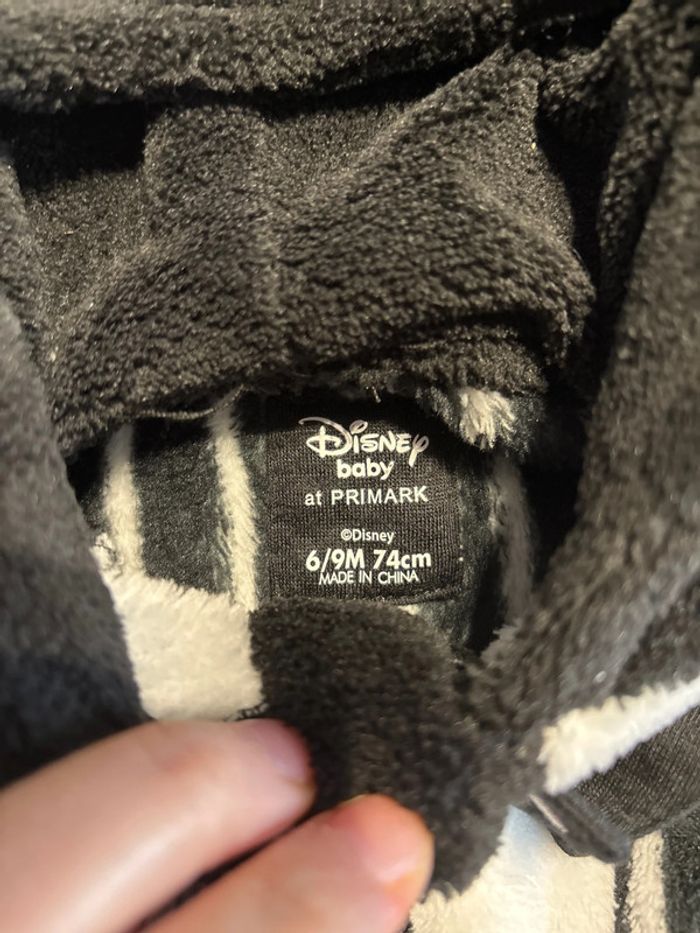 Disney
baby
at PRIMARK
©Disney
6/9M 74cm
MADE IN CHINA